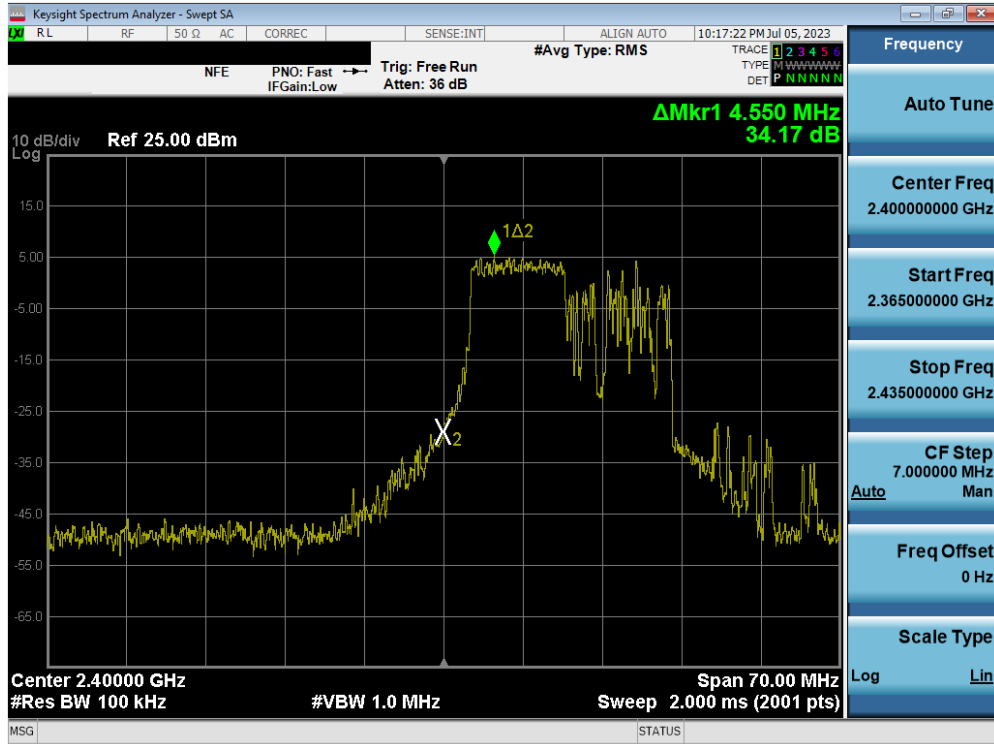 Keysight Spectrum Analyzer - Swept SA
LXI RL RF 50 Ω AC CORREC SENSE:INT ALIGN AUTO 10:17:22 PM Jul 05, 2023
#Avg Type: RMS TRACE 1 2 3 4 5 6
NFE PNO: Fast Trig: Free Run TYPE M WWWWW
IFGain:Low Atten: 36 dB DET P N N N N N
ΔMkr1 4.550 MHz
10 dB/div Ref 25.00 dBm 34.17 dB
Log
15.0
1Δ2
5.00
-5.00
-15.0
-25.0
2
-35.0
-45.0
-55.0
-65.0
Center 2.40000 GHz Span 70.00 MHz
#Res BW 100 kHz #VBW 1.0 MHz Sweep 2.000 ms (2001 pts)
MSG STATUS
Frequency
Auto Tune
Center Freq
2.400000000 GHz
Start Freq
2.365000000 GHz
Stop Freq
2.435000000 GHz
CF Step
7.000000 MHz
Auto Man
Freq Offset
0 Hz
Scale Type
Log Lin